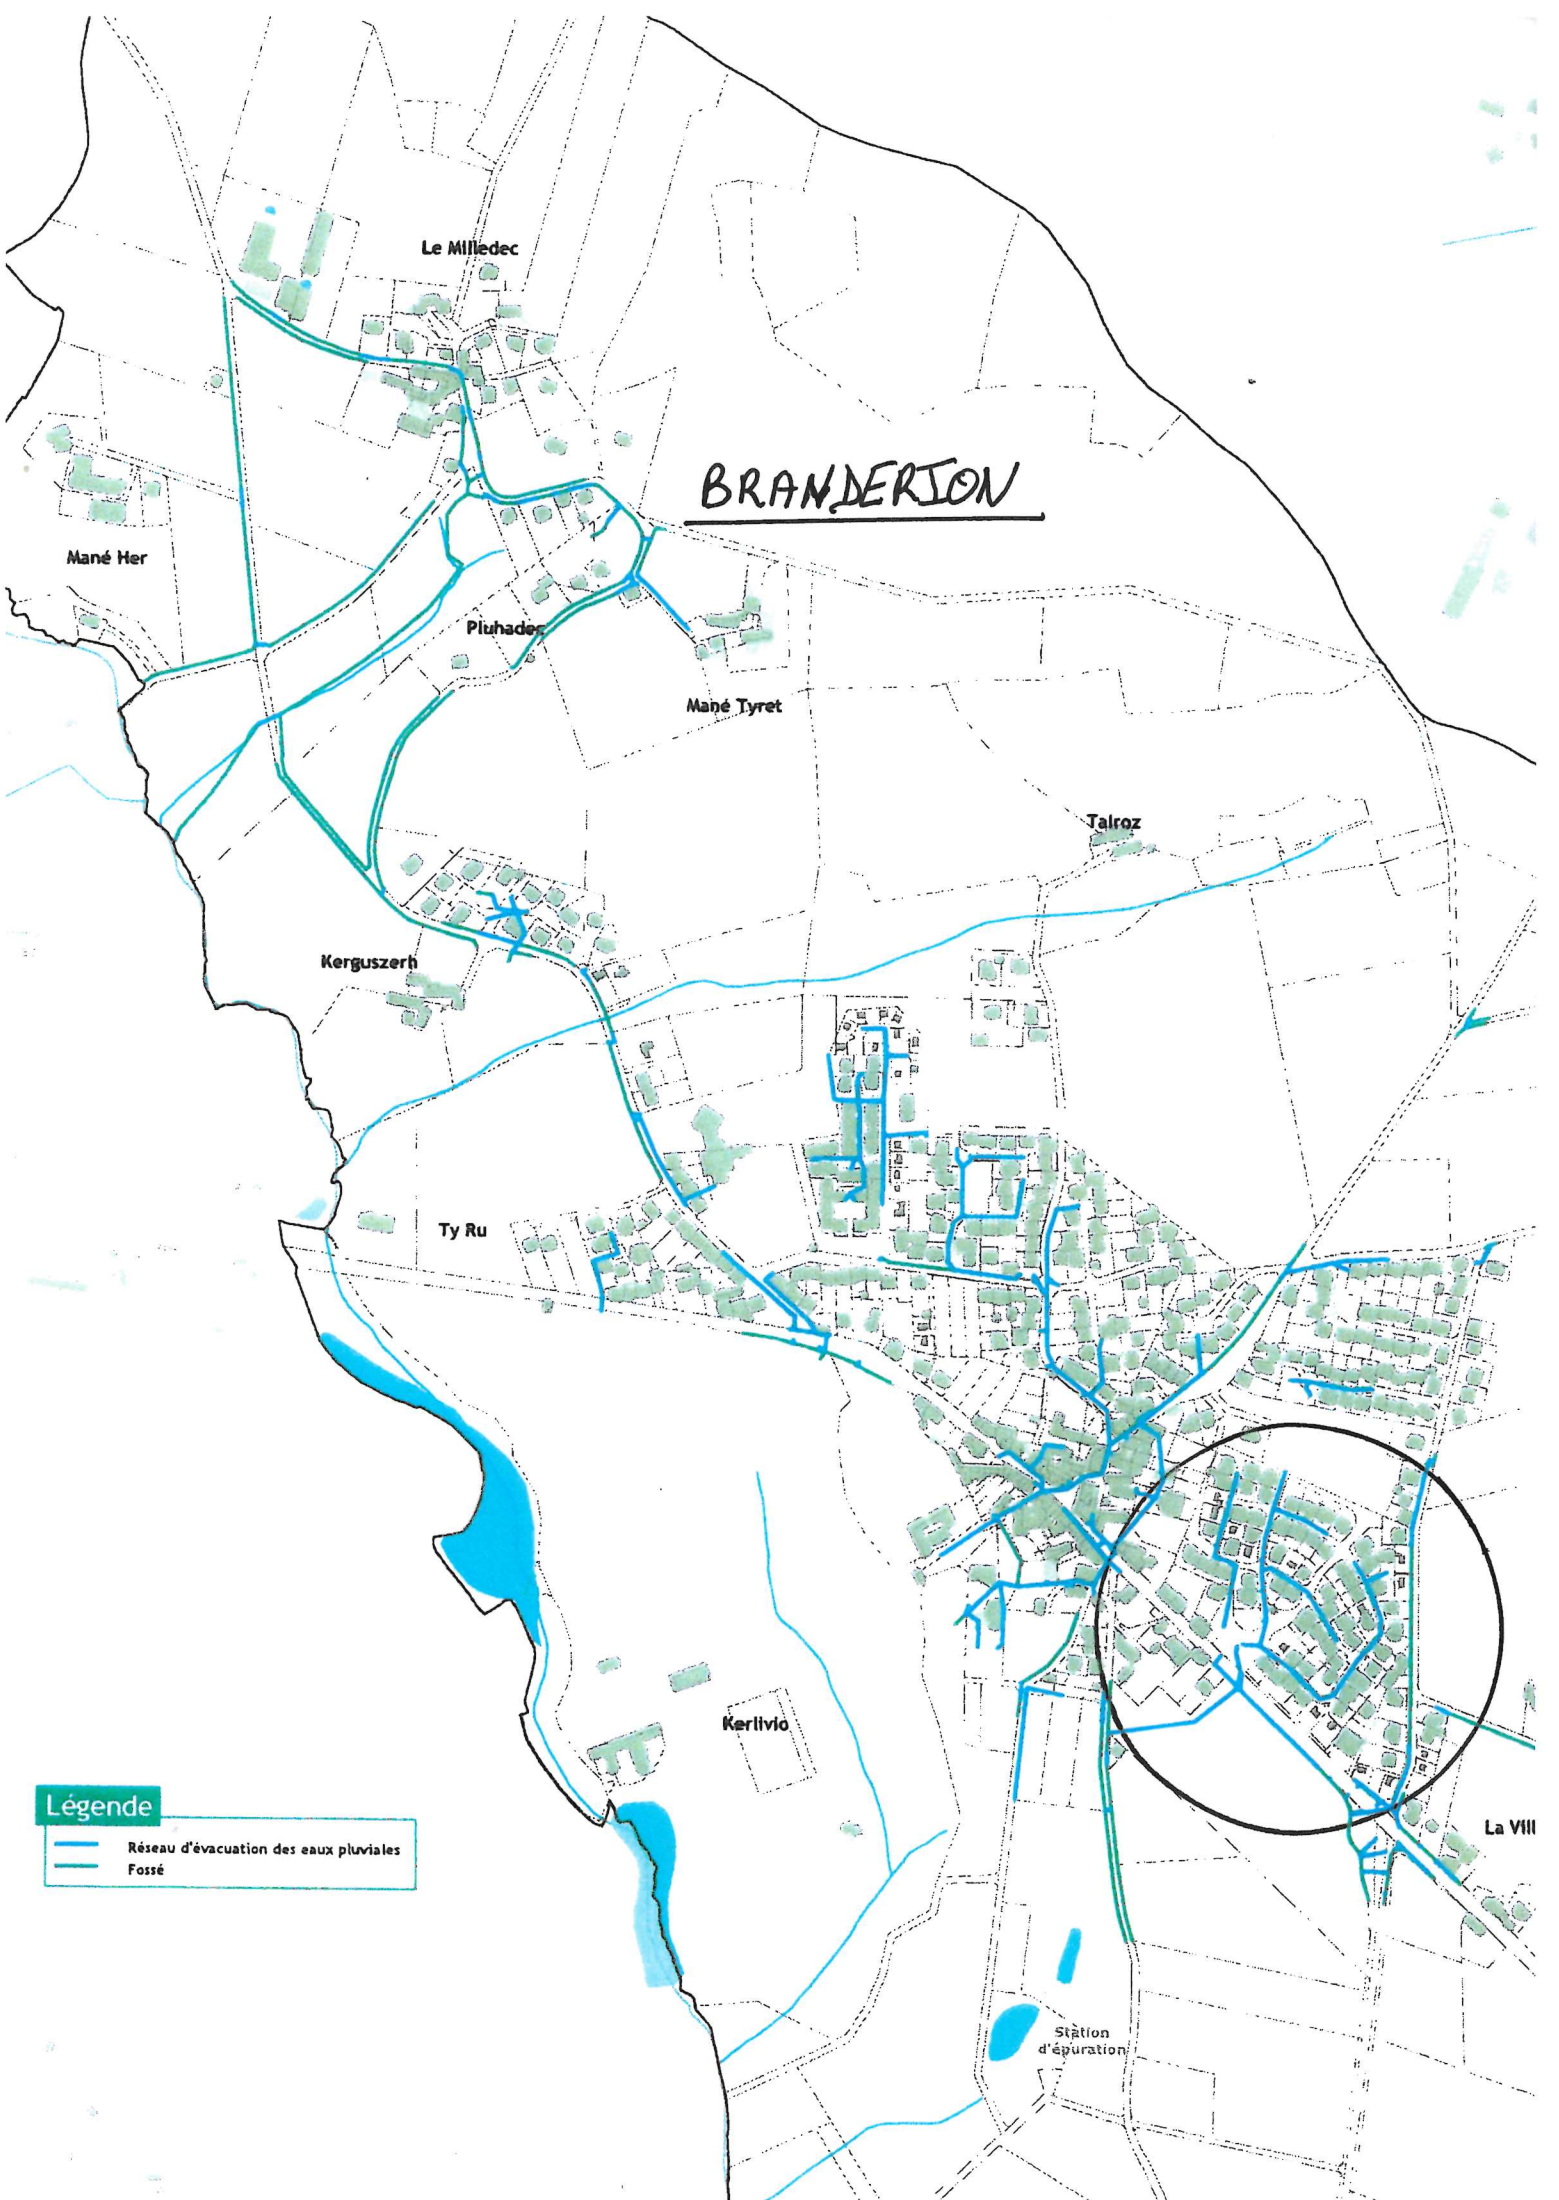 Le Milledec
BRANDERION
Mané Her
Pluhadec
Mané Tyret
Talroz
Kerguszerh
Ty Ru
Kerlivio
Légende
Réseau d'évacuation des eaux pluviales
Fossé
La Vill
Station
d'épuration